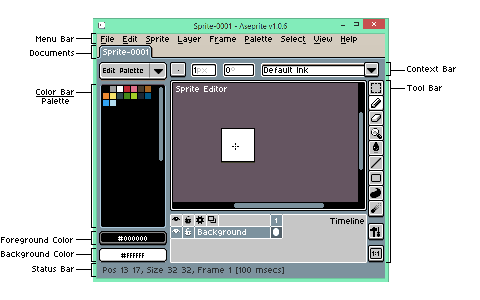 Sprite-0001 - Aseprite v1.0.6
Menu Bar
File Edit Sprite Layer Frame Palette Select View Help
Documents
Sprite-0001
Edit Palette
1px
0°
Default Ink
Context Bar
Color Bar
Palette
Sprite Editor
Tool Bar
1
Timeline
Background
Foreground Color
#000000
Background Color
#FFFFFF
1:1
Status Bar
Pos 13 17, Size 32 32, Frame 1 [100 msecs]